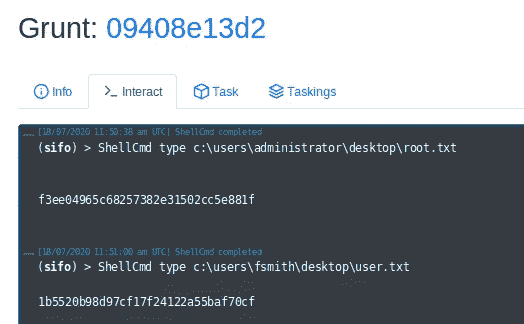 Grunt: 09408e13d2
Info
Interact
Task
Taskings
[18/07/2020 11:50:38 am UTC] ShellCmd completed
(sifo) > ShellCmd type c:\users\administrator\desktop\root.txt
f3ee04965c68257382e31502cc5e881f
[18/07/2020 11:51:00 am UTC] ShellCmd completed
(sifo) > ShellCmd type c:\users\fsmith\desktop\user.txt
1b5520b98d97cf17f24122a55baf70cf